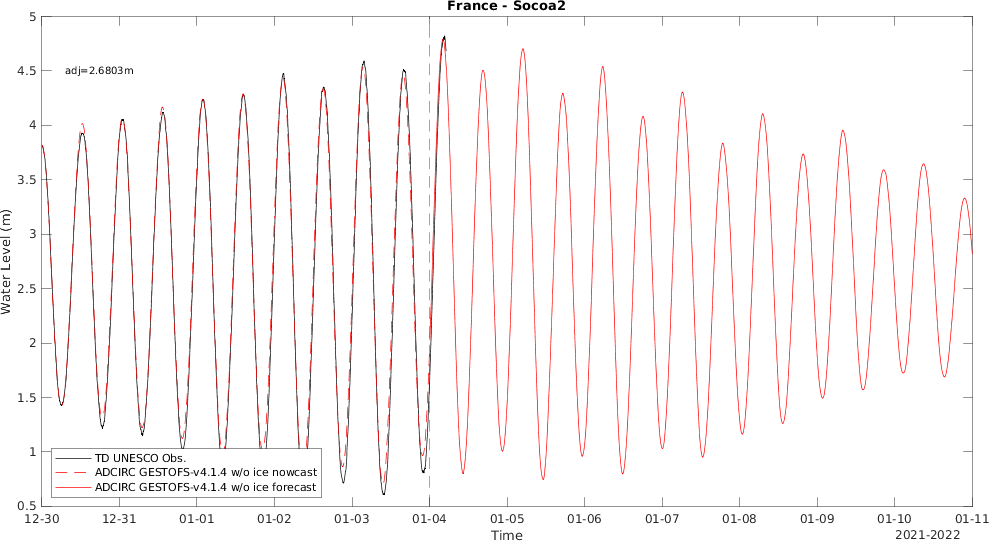 France - Socoa2
adj=2.6803m
Water Level (m)
5
4.5
4
3.5
3
2.5
2
1.5
1
0.5
TD UNESCO Obs.
ADCIRC GESTOFS-v4.1.4 w/o ice nowcast
ADCIRC GESTOFS-v4.1.4 w/o ice forecast
12-30 12-31 01-01 01-02 01-03 01-04 01-05 01-06 01-07 01-08 01-09 01-10 01-11
Time
2021-2022